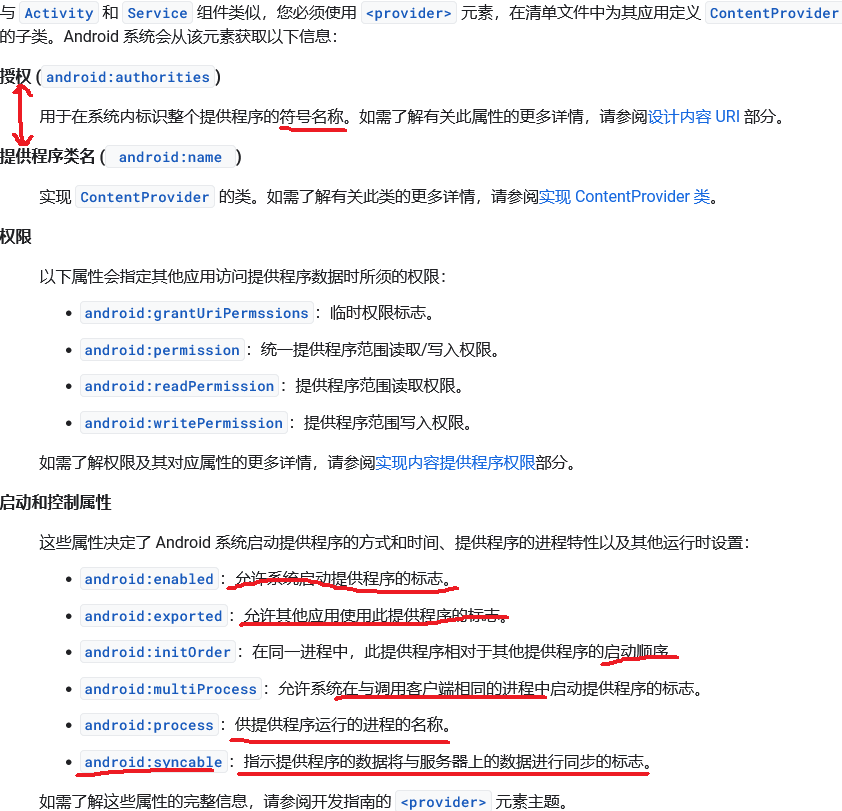 与 Activity 和 Service 组件类似，您必须使用 <provider> 元素，在清单文件中为其应用定义 ContentProvider
的子类。Android 系统会从该元素获取以下信息：
授权 (android:authorities)
用于在系统内标识整个提供程序的符号名称。如需了解有关此属性的更多详情，请参阅设计内容 URI 部分。
提供程序类名 ( android:name )
实现 ContentProvider 的类。如需了解有关此类的更多详情，请参阅实现 ContentProvider 类。
权限
以下属性会指定其他应用访问提供程序数据时所须的权限：
• android:grantUriPermssions：临时权限标志。
• android:permission：统一提供程序范围读取/写入权限。
• android:readPermission：提供程序范围读取权限。
• android:writePermission：提供程序范围写入权限。
如需了解权限及其对应属性的更多详情，请参阅实现内容提供程序权限部分。
启动和控制属性
这些属性决定了 Android 系统启动提供程序的方式和时间、提供程序的进程特性以及其他运行时设置：
• android:enabled：允许系统启动提供程序的标志。
• android:exported：允许其他应用使用此提供程序的标志。
• android:initOrder：在同一进程中，此提供程序相对于其他提供程序的启动顺序。
• android:multiProcess：允许系统在与调用客户端相同的进程中启动提供程序的标志。
• android:process：供提供程序运行的进程的名称。
• android:syncable：指示提供程序的数据将与服务器上的数据进行同步的标志。
如需了解这些属性的完整信息，请参阅开发指南的 <provider> 元素主题。